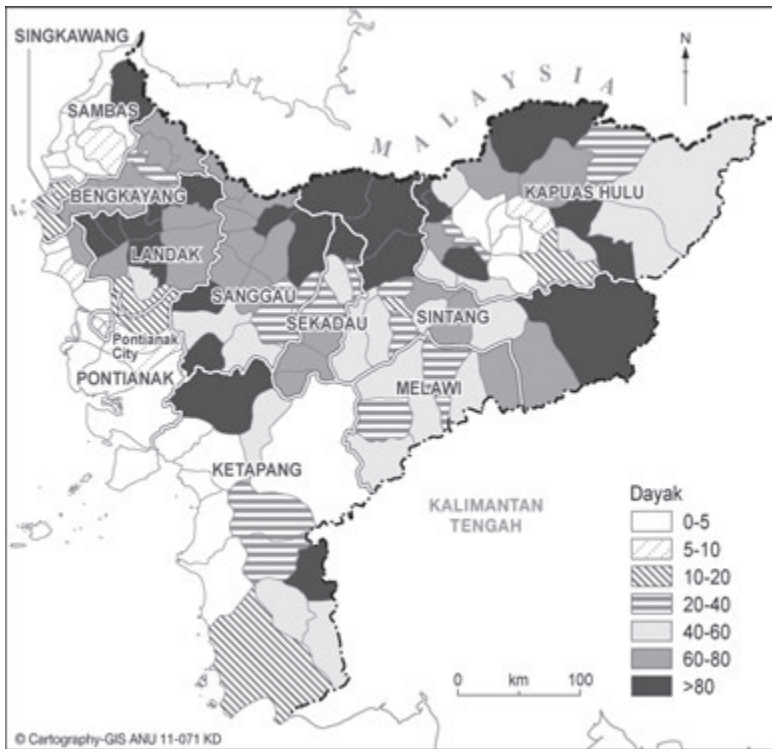 SINGKAWANG
N
MALAYSIA
SAMBAS
BENGKAYANG
KAPUAS HULU
LANDAK
SANGGAU
SEKADAU
SINTANG
Pontianak
City
PONTIANAK
MELAWI
KETAPANG
KALIMANTAN
TENGAH
Dayak
0-5
5-10
10-20
20-40
40-60
60-80
>80
0 km 100
© Cartography-GIS ANU 11-071 KD